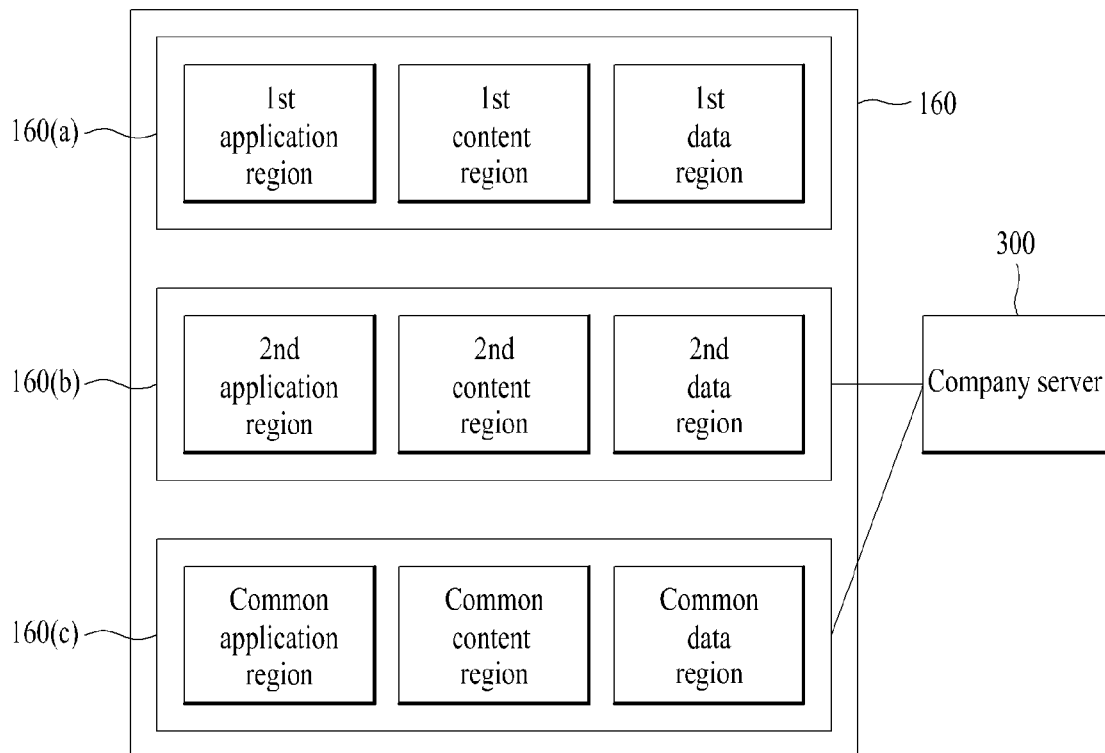 1st
application
region
1st
content
region
1st
data
region
160(a)
160
300
2nd
application
region
2nd
content
region
2nd
data
region
160(b)
Company server
Common
application
region
Common
content
region
Common
data
region
160(c)